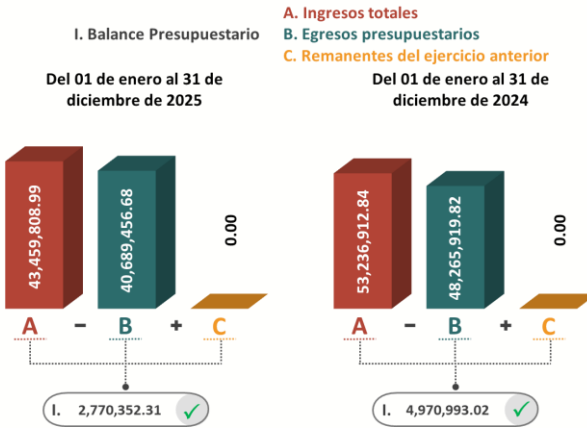 A. Ingresos totales
I. Balance Presupuestario
B. Egresos presupuestarios
C. Remanentes del ejercicio anterior
Del 01 de enero al 31 de
diciembre de 2025
43,459,808.99
40,689,456.68
0.00
A - B + C
I. 2,770,352.31
Del 01 de enero al 31 de
diciembre de 2024
53,236,912.84
48,265,919.82
0.00
A - B + C
I. 4,970,993.02